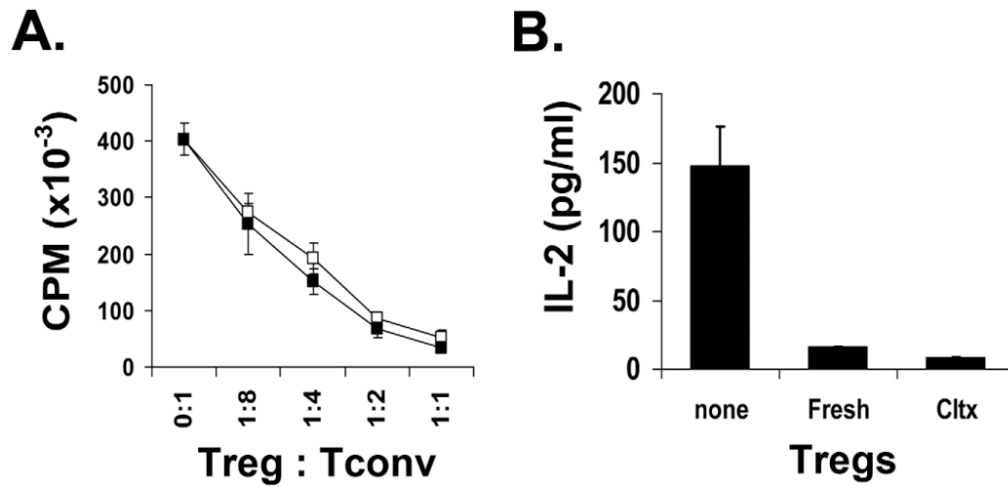 A.
CPM (x10⁻³)
500
400
300
200
100
0
0:1
1:8
1:4
1:2
1:1
Treg : Tconv
B.
IL-2 (pg/ml)
200
150
100
50
0
none Fresh Cltx
Tregs